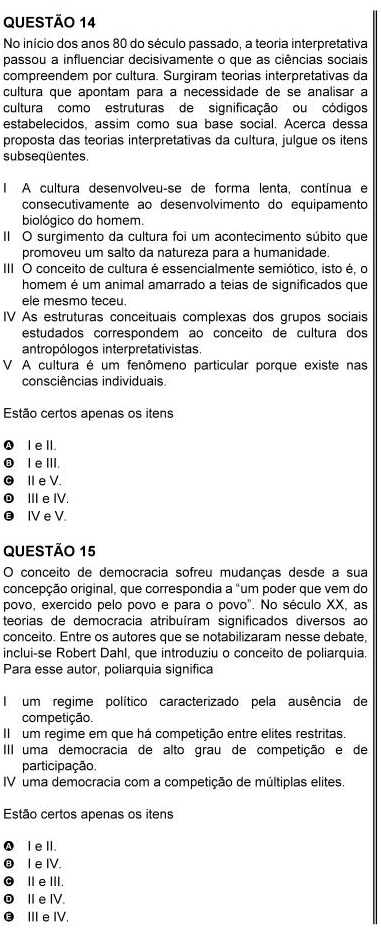 QUESTÃO 14
No início dos anos 80 do século passado, a teoria interpretativa
passou a influenciar decisivamente o que as ciências sociais
compreendem por cultura. Surgiram teorias interpretativas da
cultura que apontam para a necessidade de se analisar a
cultura como estruturas de significação ou códigos
estabelecidos, assim como sua base social. Acerca dessa
proposta das teorias interpretativas da cultura, julgue os itens
subseqüentes.
I A cultura desenvolveu-se de forma lenta, contínua e
consecutivamente ao desenvolvimento do equipamento
biológico do homem.
II O surgimento da cultura foi um acontecimento súbito que
promoveu um salto da natureza para a humanidade.
III O conceito de cultura é essencialmente semiótico, isto é, o
homem é um animal amarrado a teias de significados que
ele mesmo teceu.
IV As estruturas conceituais complexas dos grupos sociais
estudados correspondem ao conceito de cultura dos
antropólogos interpretativistas.
V A cultura é um fenômeno particular porque existe nas
consciências individuais.
Estão certos apenas os itens
A I e II.
B I e III.
C II e V.
D III e IV.
E IV e V.
QUESTÃO 15
O conceito de democracia sofreu mudanças desde a sua
concepção original, que correspondia a "um poder que vem do
povo, exercido pelo povo e para o povo". No século XX, as
teorias de democracia atribuíram significados diversos ao
conceito. Entre os autores que se notabilizaram nesse debate,
inclui-se Robert Dahl, que introduziu o conceito de poliarquia.
Para esse autor, poliarquia significa
I um regime político caracterizado pela ausência de
competição.
II um regime em que há competição entre elites restritas.
III uma democracia de alto grau de competição e de
participação.
IV uma democracia com a competição de múltiplas elites.
Estão certos apenas os itens
A I e II.
B I e IV.
C II e III.
D II e IV.
E III e IV.